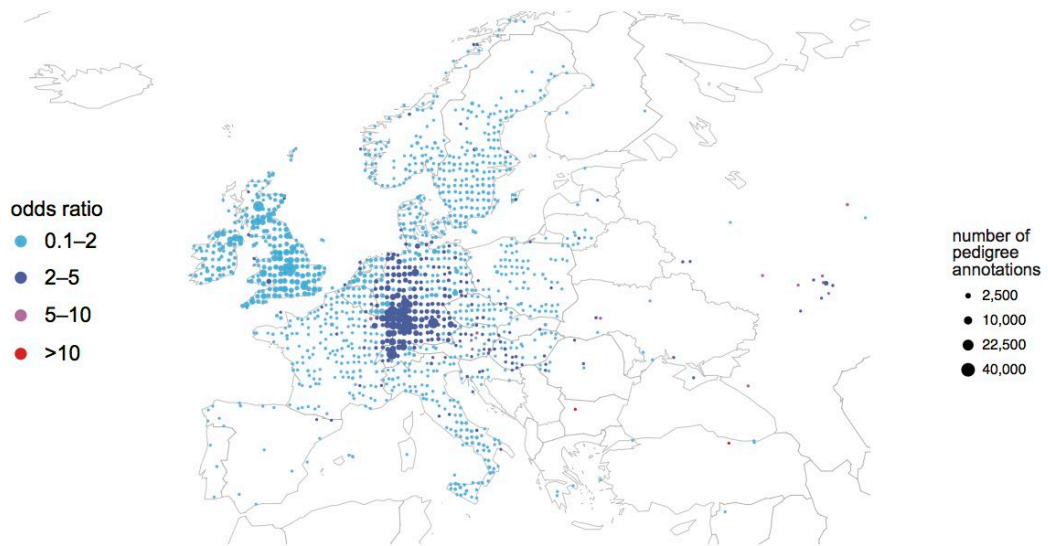 odds ratio
0.1–2
2–5
5–10
>10
number of
pedigree
annotations
2,500
10,000
22,500
40,000